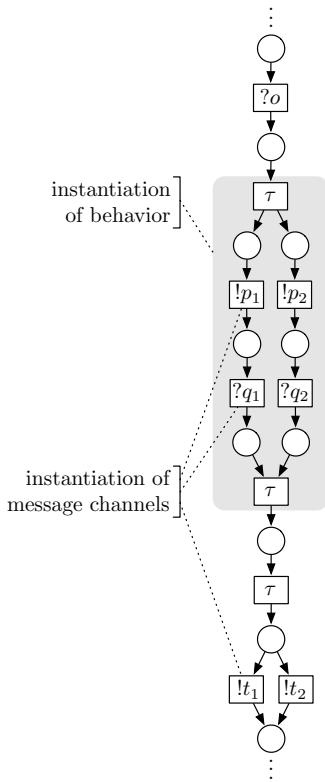 ?o
instantiation
of behavior
τ
!p₁ !p₂
?q₁ ?q₂
instantiation of
message channels
τ
τ
!t₁ !t₂